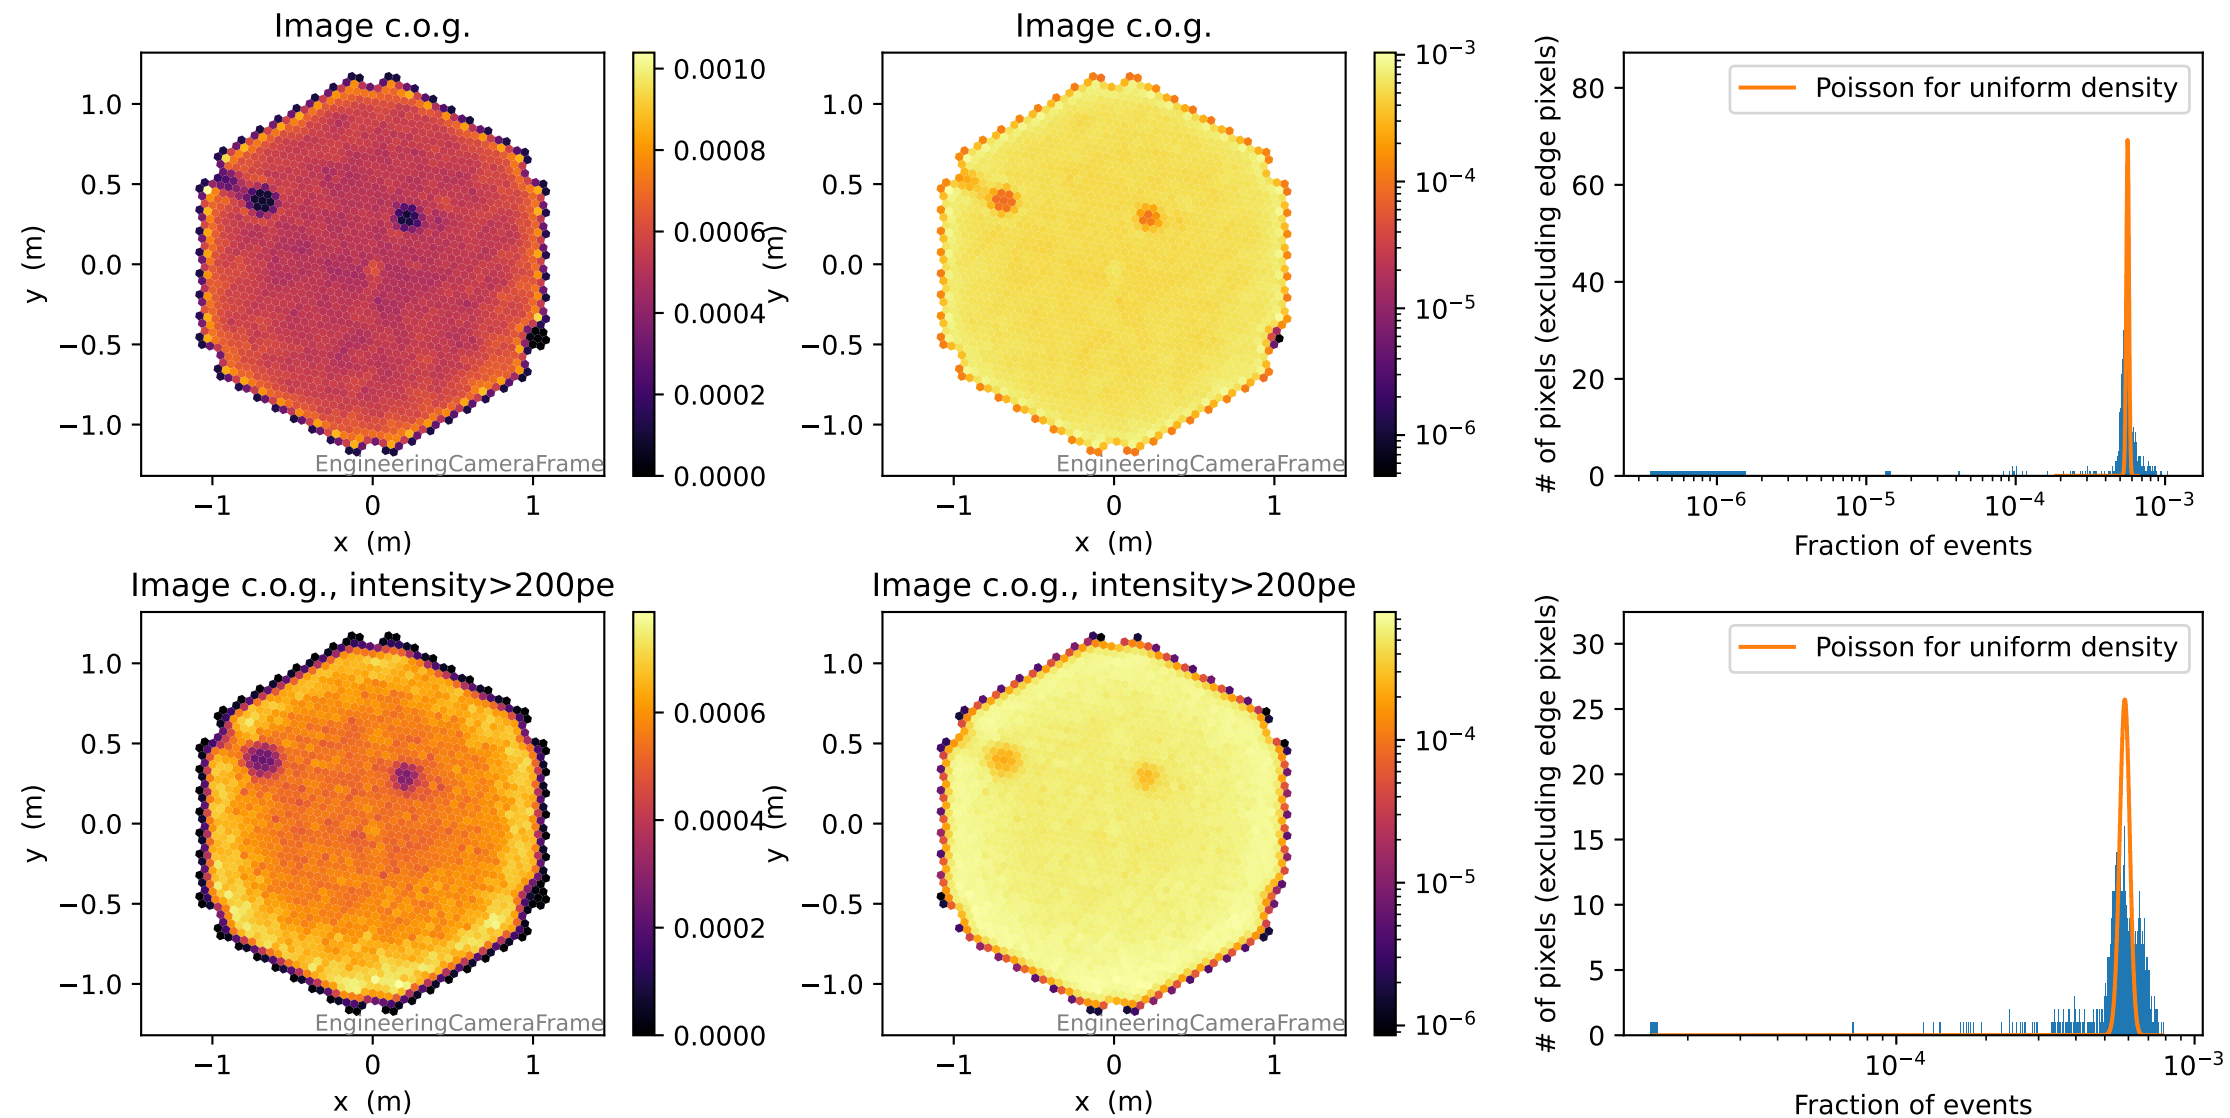 Image c.o.g.
1.0
0.5
0.0
−0.5
−1.0
y (m)
−1 0 1
x (m)
EngineeringCameraFrame
0.0010
0.0008
0.0006
0.0004
0.0002
0.0000
Image c.o.g.
1.0
0.5
0.0
−0.5
−1.0
y (m)
−1 0 1
x (m)
EngineeringCameraFrame
10⁻³
10⁻⁴
10⁻⁵
10⁻⁶
Poisson for uniform density
80
60
40
20
0
# of pixels (excluding edge pixels)
10⁻⁶ 10⁻⁵ 10⁻⁴ 10⁻³
Fraction of events
Image c.o.g., intensity>200pe
1.0
0.5
0.0
−0.5
−1.0
y (m)
−1 0 1
x (m)
EngineeringCameraFrame
0.0006
0.0004
0.0002
0.0000
Image c.o.g., intensity>200pe
1.0
0.5
0.0
−0.5
−1.0
y (m)
−1 0 1
x (m)
EngineeringCameraFrame
10⁻⁴
10⁻⁵
10⁻⁶
Poisson for uniform density
30
25
20
15
10
5
0
# of pixels (excluding edge pixels)
10⁻⁴ 10⁻³
Fraction of events